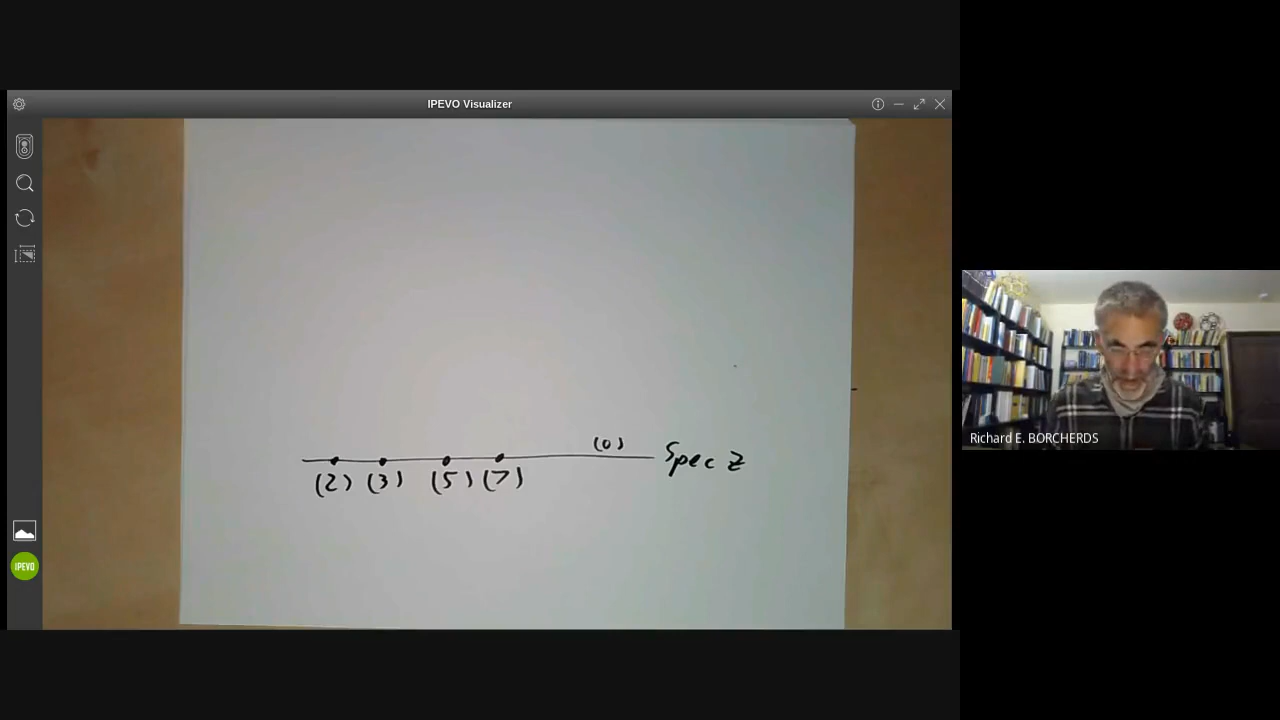 IPEVO Visualizer
(0)
Spec Z
(2) (3) (5) (7)
Richard E. BORCHERDS
IPEVO